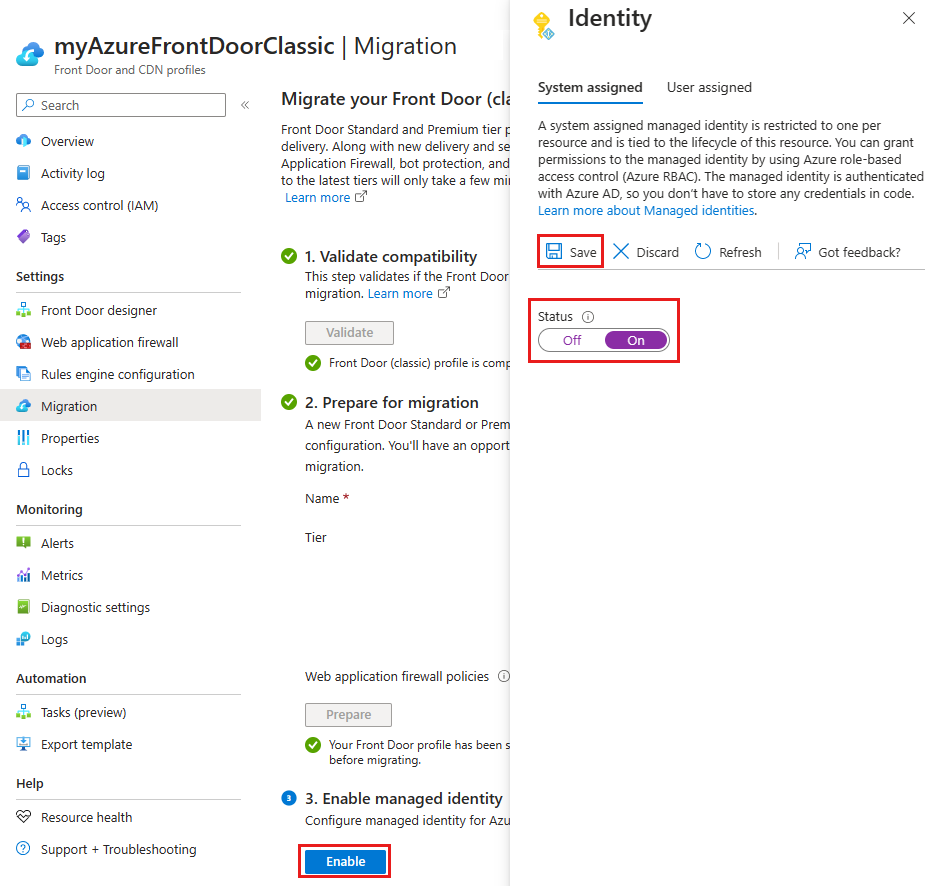 myAzureFrontDoorClassic | Migration
Front Door and CDN profiles
Search
«
Overview
Activity log
Access control (IAM)
Tags
Settings
Front Door designer
Web application firewall
Rules engine configuration
Migration
Properties
Locks
Monitoring
Alerts
Metrics
Diagnostic settings
Logs
Automation
Tasks (preview)
Export template
Help
Resource health
Support + Troubleshooting
Migrate your Front Door (cla
Front Door Standard and Premium tier p
delivery. Along with new delivery and se
Application Firewall, bot protection, and
to the latest tiers will only take a few min
Learn more
1. Validate compatibility
This step validates if the Front Door
migration. Learn more
Validate
Front Door (classic) profile is comp
2. Prepare for migration
A new Front Door Standard or Prem
configuration. You'll have an opport
migration.
Name *
Tier
Web application firewall policies
Prepare
Your Front Door profile has been s
before migrating.
3
3. Enable managed identity
Configure managed identity for Azu
Enable
Identity
System assigned
User assigned
A system assigned managed identity is restricted to one per
resource and is tied to the lifecycle of this resource. You can grant
permissions to the managed identity by using Azure role-based
access control (Azure RBAC). The managed identity is authenticated
with Azure AD, so you don't have to store any credentials in code.
Learn more about Managed identities.
Save
Discard
Refresh
Got feedback?
Status
Off
On